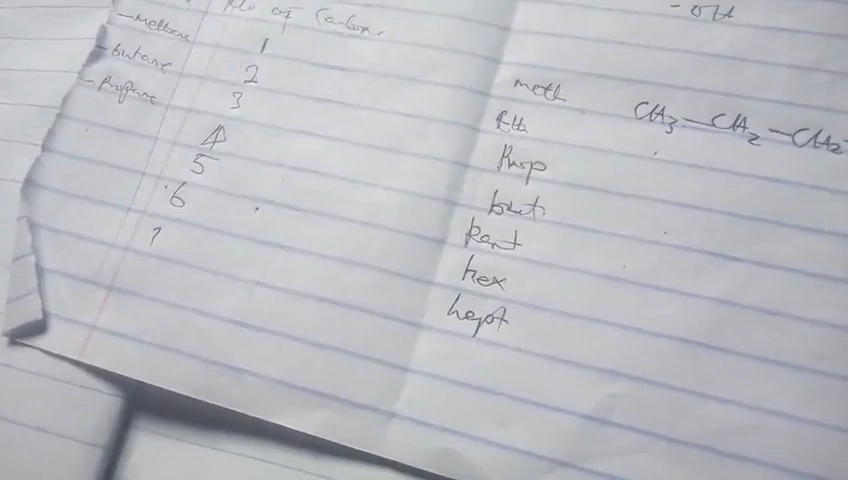 No of Carbon
- OH
- methane
1
- butane
2
- Propane
3
4
5
6
7
meth
Eth
Prop
but
Pent
hex
hept
CH3 — CH2 — CH2